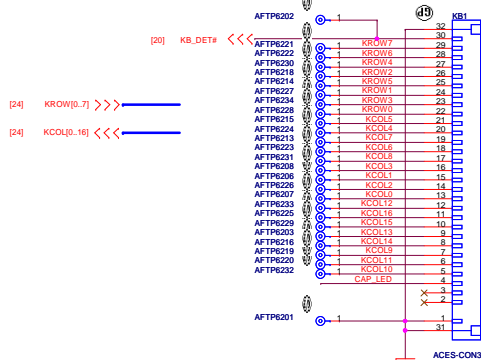 GP
AFTP6202 1 KB1
32
[20] KB_DET# 30
AFTP6221 1 KROW7 29
AFTP6222 1 KROW6 28
AFTP6230 1 KROW4 27
AFTP6218 1 KROW2 26
AFTP6214 1 KROW5 25
AFTP6227 1 KROW1 24
[24] KROW[0..7] AFTP6234 1 KROW3 23
AFTP6228 1 KROW0 22
AFTP6215 1 KCOL5 21
[24] KCOL[0..16] AFTP6224 1 KCOL4 20
AFTP6213 1 KCOL7 19
AFTP6223 1 KCOL6 18
AFTP6231 1 KCOL8 17
AFTP6208 1 KCOL3 16
AFTP6206 1 KCOL1 15
AFTP6226 1 KCOL2 14
AFTP6207 1 KCOL0 13
AFTP6233 1 KCOL12 12
AFTP6225 1 KCOL16 11
AFTP6229 1 KCOL15 10
AFTP6203 1 KCOL13 9
AFTP6216 1 KCOL14 8
AFTP6219 1 KCOL9 7
AFTP6220 1 KCOL11 6
AFTP6232 1 KCOL10 5
CAP_LED 4
3
2
AFTP6201 1 1
31
ACES-CON3